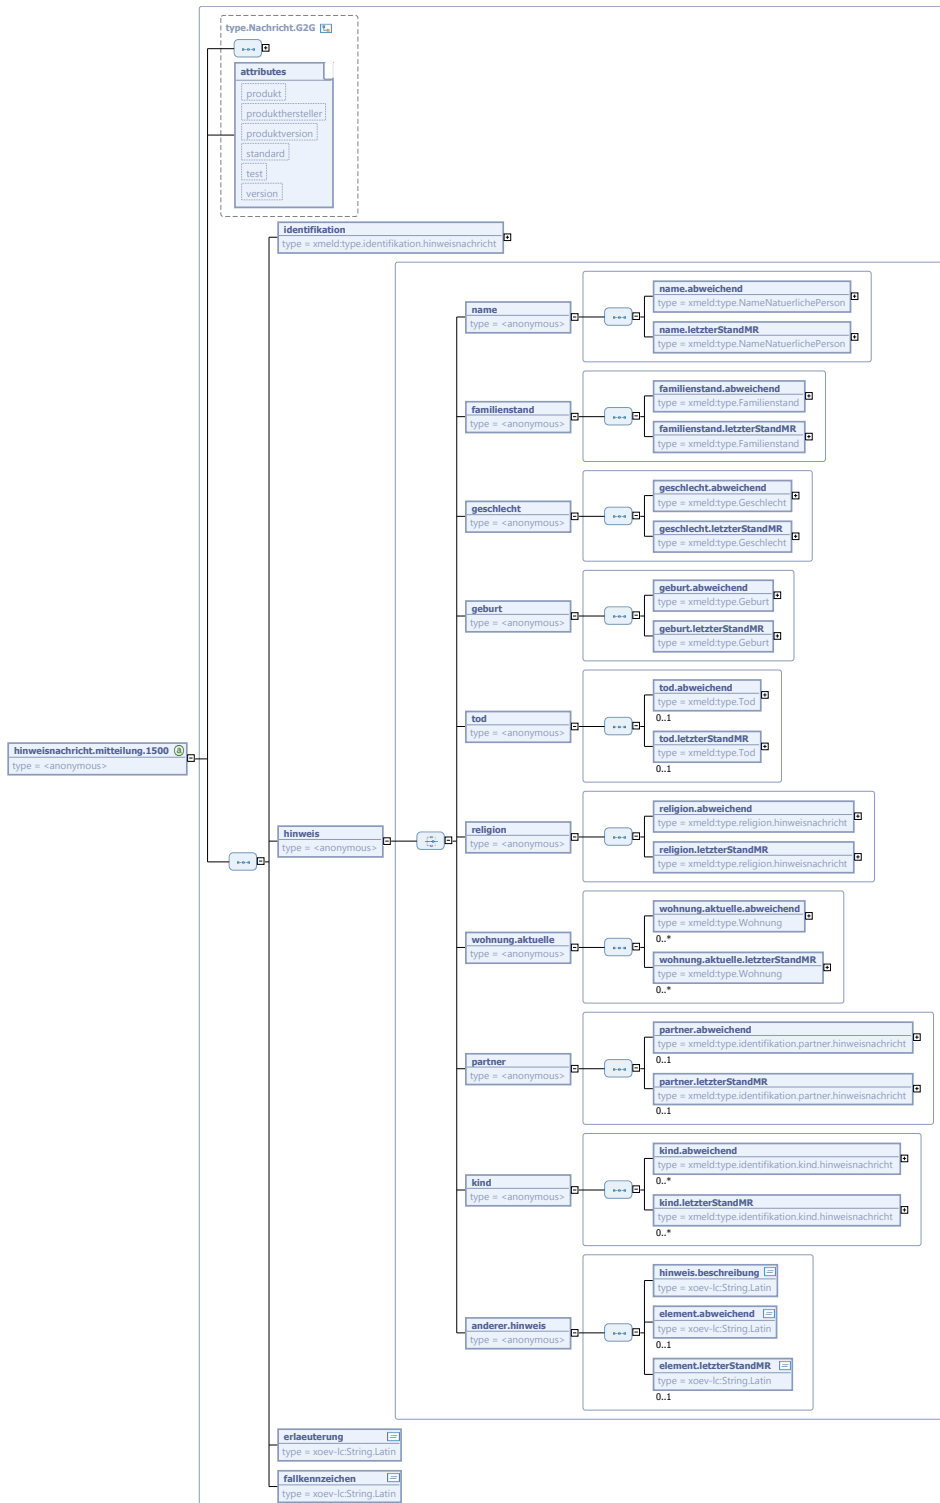 type.Nachricht.G2G
attributes
produkt
produkthersteller
produktversion
standard
test
version
identifikation
type = xmeld:type.identifikation.hinweisnachricht
name
type = <anonymous>
name.abweichend
type = xmeld:type.NameNatuerlichePerson
name.letzterStandMR
type = xmeld:type.NameNatuerlichePerson
familienstand
type = <anonymous>
familienstand.abweichend
type = xmeld:type.Familienstand
familienstand.letzterStandMR
type = xmeld:type.Familienstand
geschlecht
type = <anonymous>
geschlecht.abweichend
type = xmeld:type.Geschlecht
geschlecht.letzterStandMR
type = xmeld:type.Geschlecht
geburt
type = <anonymous>
geburt.abweichend
type = xmeld:type.Geburt
geburt.letzterStandMR
type = xmeld:type.Geburt
tod
type = <anonymous>
tod.abweichend
type = xmeld:type.Tod
0..1
tod.letzterStandMR
type = xmeld:type.Tod
0..1
hinweisnachricht.mitteilung.1500 a
type = <anonymous>
hinweis
type = <anonymous>
religion
type = <anonymous>
religion.abweichend
type = xmeld:type.religion.hinweisnachricht
religion.letzterStandMR
type = xmeld:type.religion.hinweisnachricht
wohnung.aktuelle
type = <anonymous>
wohnung.aktuelle.abweichend
type = xmeld:type.Wohnung
0..*
wohnung.aktuelle.letzterStandMR
type = xmeld:type.Wohnung
0..*
partner
type = <anonymous>
partner.abweichend
type = xmeld:type.identifikation.partner.hinweisnachricht
0..1
partner.letzterStandMR
type = xmeld:type.identifikation.partner.hinweisnachricht
0..1
kind
type = <anonymous>
kind.abweichend
type = xmeld:type.identifikation.kind.hinweisnachricht
0..*
kind.letzterStandMR
type = xmeld:type.identifikation.kind.hinweisnachricht
0..*
anderer.hinweis
type = <anonymous>
hinweis.beschreibung
type = xoev-lc:String.Latin
element.abweichend
type = xoev-lc:String.Latin
0..1
element.letzterStandMR
type = xoev-lc:String.Latin
0..1
erlaeuterung
type = xoev-lc:String.Latin
fallkennzeichen
type = xoev-lc:String.Latin